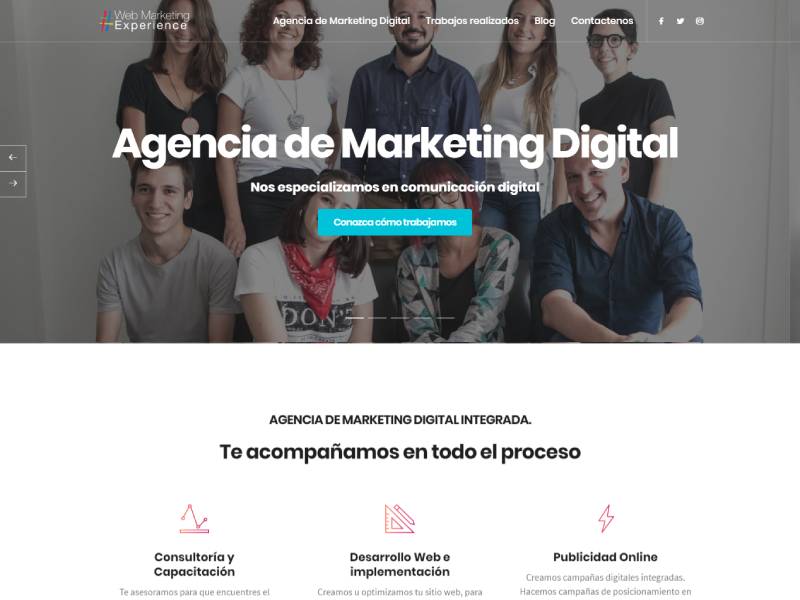 Web Marketing
Experience
Agencia de Marketing Digital Trabajos realizados Blog Contactenos
Agencia de Marketing Digital
Nos especializamos en comunicación digital
Conozca cómo trabajamos
DON'T
AGENCIA DE MARKETING DIGITAL INTEGRADA.
Te acompañamos en todo el proceso
Consultoría y
Capacitación
Te asesoramos para que encuentres el
Desarrollo Web e
implementación
Creamos u optimizamos tu sitio web, para
Publicidad Online
Creamos campañas digitales integradas.
Hacemos campañas de posicionamiento en